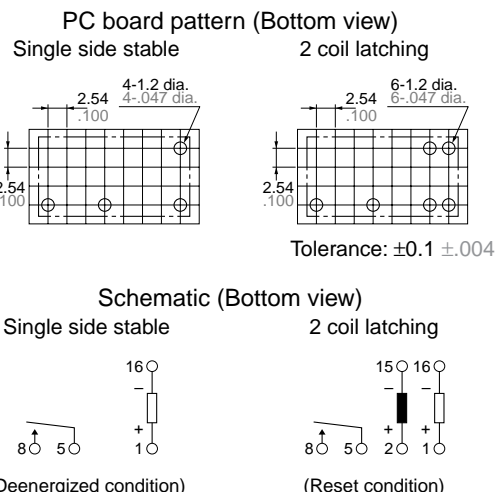 PC board pattern (Bottom view)
Single side stable
2.54
.100
4-1.2 dia.
4-.047 dia.
2.54
.100
2 coil latching
2.54
.100
6-1.2 dia.
6-.047 dia.
2.54
.100
Tolerance: ±0.1 ±.004
Schematic (Bottom view)
Single side stable
16
−
+
8 5 1
Deenergized condition)
2 coil latching
15 16
− −
+ +
8 5 2 1
(Reset condition)